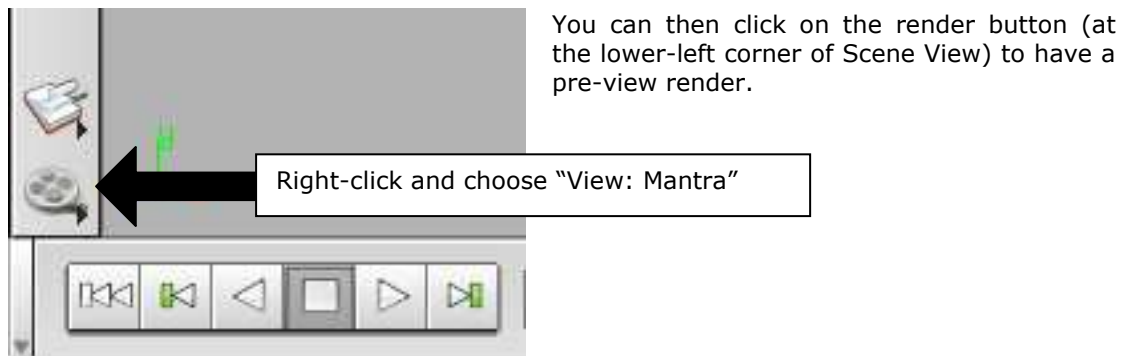 You can then click on the render button (at
the lower-left corner of Scene View) to have a
pre-view render.
Right-click and choose “View: Mantra”